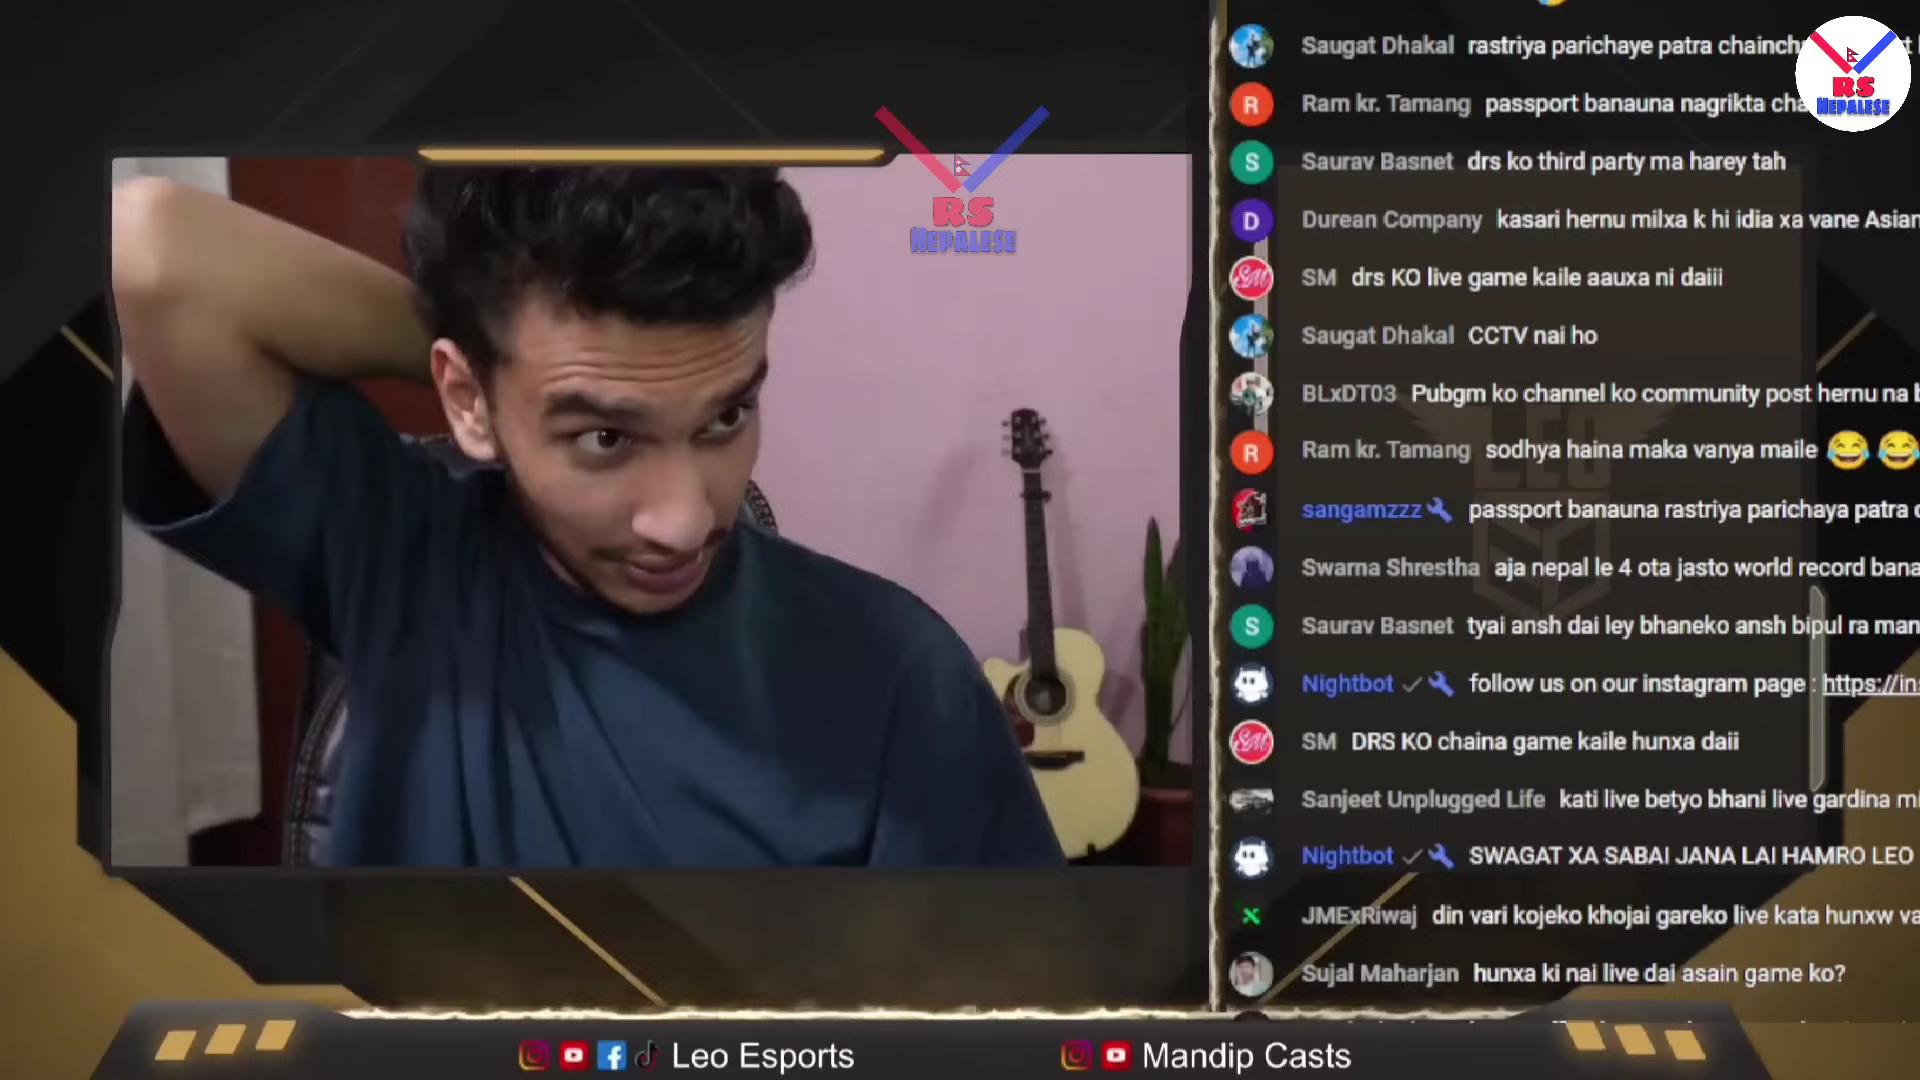 RS
NEPALESE
Saugat Dhakal rastriya parichaye patra chainch
RS
NEPALESE
Ram kr. Tamang passport banauna nagrikta cha
Saurav Basnet drs ko third party ma harey tah
Durean Company kasari hernu milxa k hi idia xa vane Asian
SM drs KO live game kaile aauxa ni daiii
Saugat Dhakal CCTV nai ho
BLxDT03 Pubgm ko channel ko community post hernu na b
Ram kr. Tamang sodhya haina maka vanya maile 😂 😂
sangamzzz passport banauna rastriya parichaya patra
Swarna Shrestha aja nepal le 4 ota jasto world record bana
Saurav Basnet tyai ansh dai ley bhaneko ansh bipul ra man
Nightbot follow us on our instagram page : https://ins
SM DRS KO chaina game kaile hunxa daii
Sanjeet Unplugged Life kati live betyo bhani live gardina
Nightbot SWAGAT XA SABAI JANA LAI HAMRO LEO
JMExRiwaj din vari kojeko khojai gareko live kata hunxw va
Sujal Maharjan hunxa ki nai live dai asain game ko?
LEO
Leo Esports
Mandip Casts